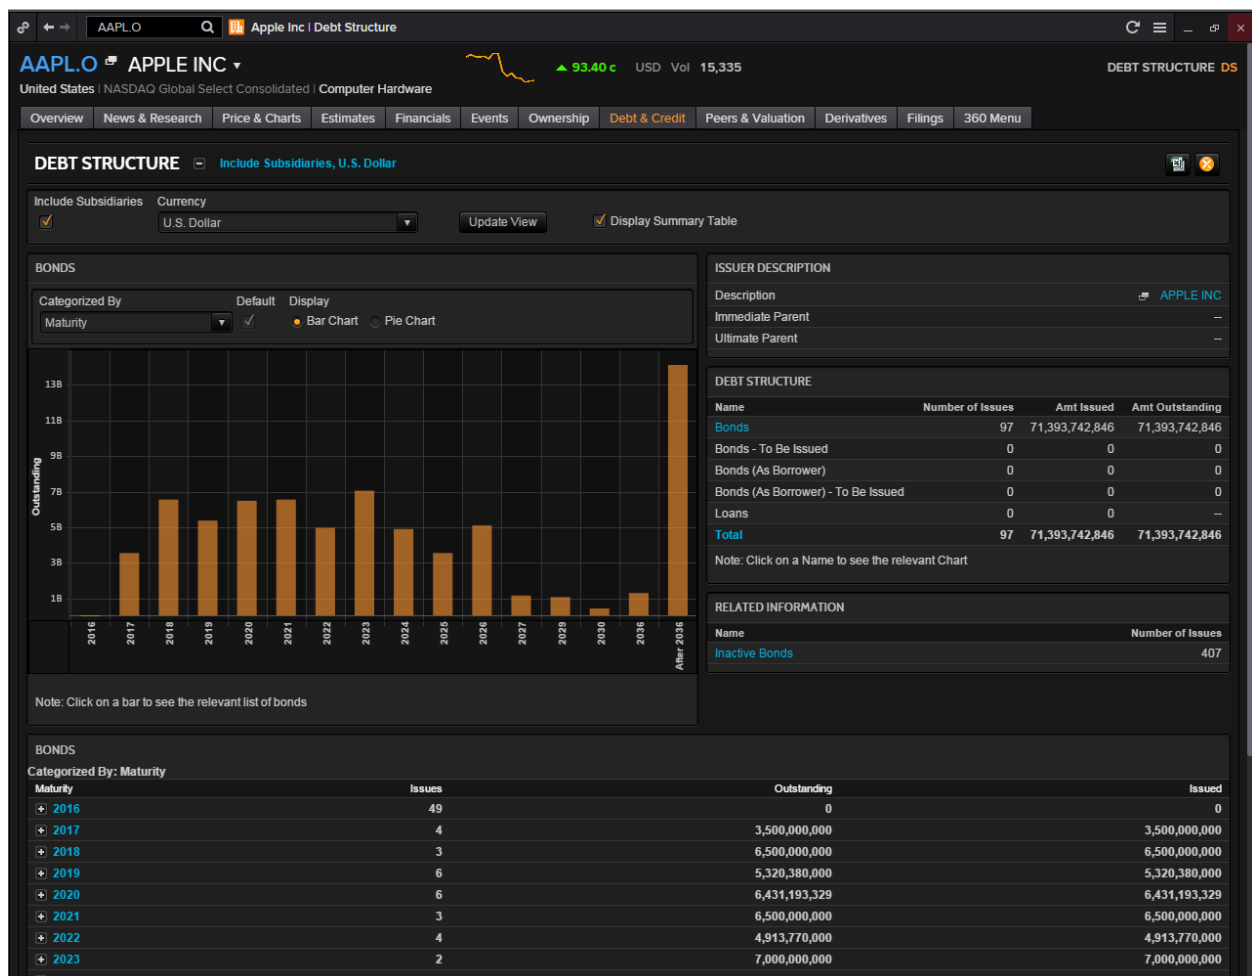 AAPL.O Apple Inc | Debt Structure
AAPL.O APPLE INC 93.40 c USD Vol 15,335 DEBT STRUCTURE DS
United States | NASDAQ Global Select Consolidated | Computer Hardware
Overview News & Research Price & Charts Estimates Financials Events Ownership Debt & Credit Peers & Valuation Derivatives Filings 360 Menu
DEBT STRUCTURE Include Subsidiaries, U.S. Dollar
Include Subsidiaries Currency
U.S. Dollar Update View Display Summary Table
BONDS
Categorized By Default Display
Maturity Bar Chart Pie Chart
13B
11B
9B
7B
5B
3B
1B
Outstanding
2016 2017 2018 2019 2020 2021 2022 2023 2024 2025 2026 2027 2029 2030 2036 After 2036
Note: Click on a bar to see the relevant list of bonds
ISSUER DESCRIPTION
Description APPLE INC
Immediate Parent --
Ultimate Parent --
DEBT STRUCTURE
Name Number of Issues Amt Issued Amt Outstanding
Bonds 97 71,393,742,846 71,393,742,846
Bonds - To Be Issued 0 0 0
Bonds (As Borrower) 0 0 0
Bonds (As Borrower) - To Be Issued 0 0 0
Loans 0 0 --
Total 97 71,393,742,846 71,393,742,846
Note: Click on a Name to see the relevant Chart
RELATED INFORMATION
Name Number of Issues
Inactive Bonds 407
BONDS
Categorized By: Maturity
Maturity Issues Outstanding Issued
2016 49 0 0
2017 4 3,500,000,000 3,500,000,000
2018 3 6,500,000,000 6,500,000,000
2019 6 5,320,380,000 5,320,380,000
2020 6 6,431,193,329 6,431,193,329
2021 3 6,500,000,000 6,500,000,000
2022 4 4,913,770,000 4,913,770,000
2023 2 7,000,000,000 7,000,000,000